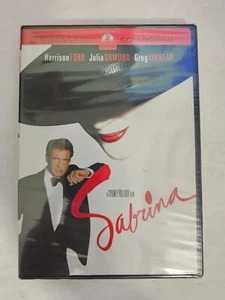 Harrison FORD Julia ORMOND Greg KINNEAR
A SYDNEY POLLACK FILM
Sabrina